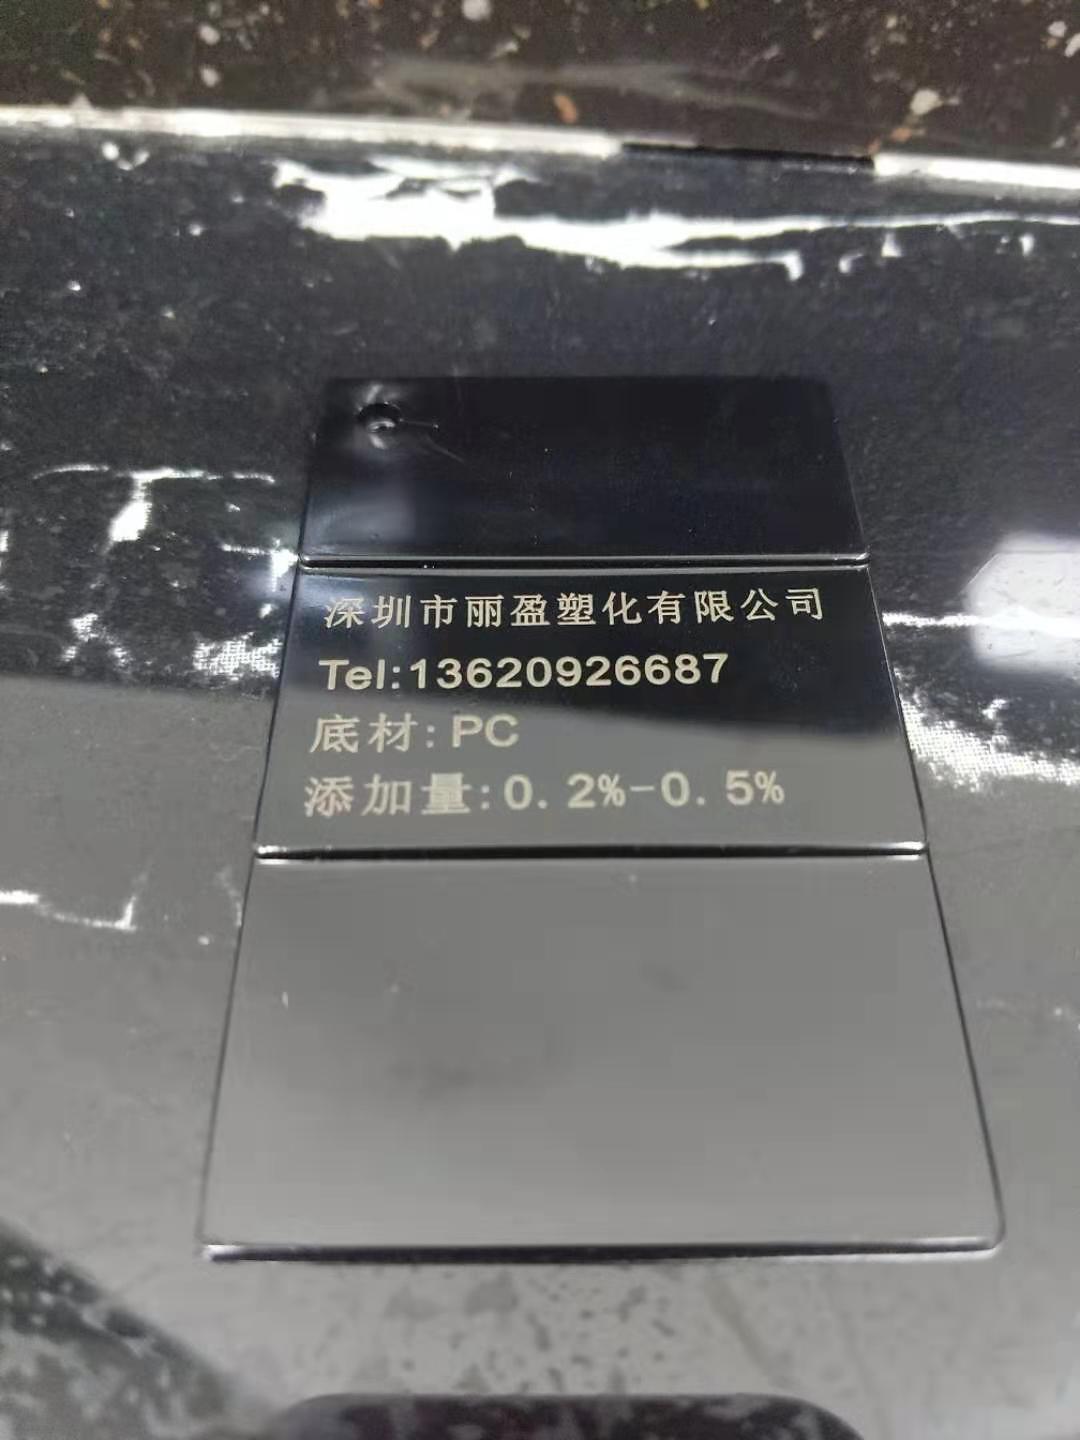 深圳市丽盈塑化有限公司
Tel:13620926687
底材:PC
添加量:0.2%-0.5%